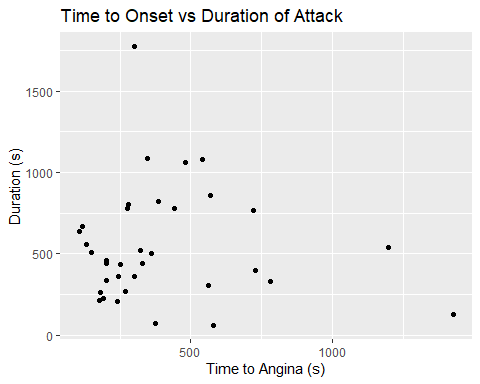 Time to Onset vs Duration of Attack
1500
1000
500
0
Duration (s)
500 1000
Time to Angina (s)